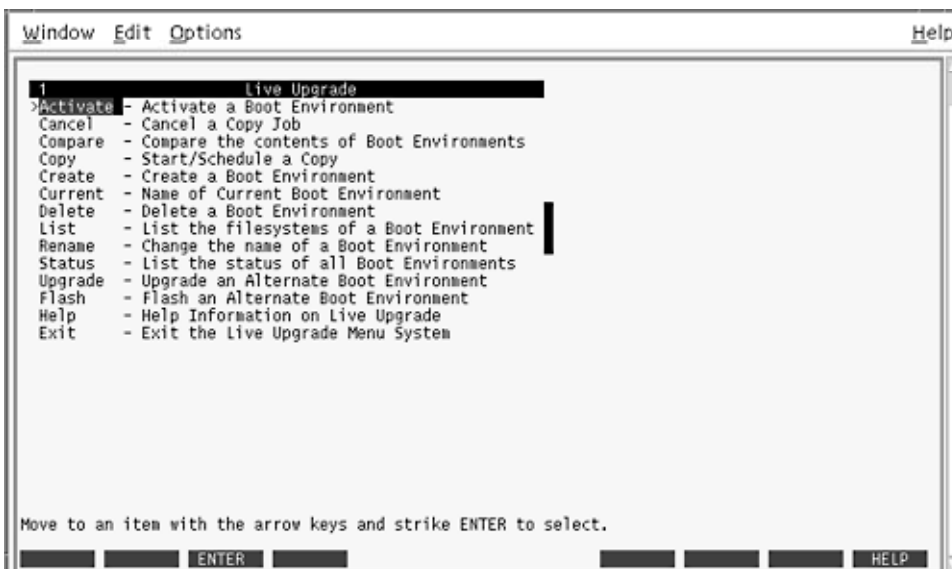 Window Edit Options Help
1 Live Upgrade
>Activate - Activate a Boot Environment
Cancel - Cancel a Copy Job
Compare - Compare the contents of Boot Environments
Copy - Start/Schedule a Copy
Create - Create a Boot Environment
Current - Name of Current Boot Environment
Delete - Delete a Boot Environment
List - List the filesystems of a Boot Environment
Rename - Change the name of a Boot Environment
Status - List the status of all Boot Environments
Upgrade - Upgrade an Alternate Boot Environment
Flash - Flash an Alternate Boot Environment
Help - Help Information on Live Upgrade
Exit - Exit the Live Upgrade Menu System
Move to an item with the arrow keys and strike ENTER to select.
ENTER HELP